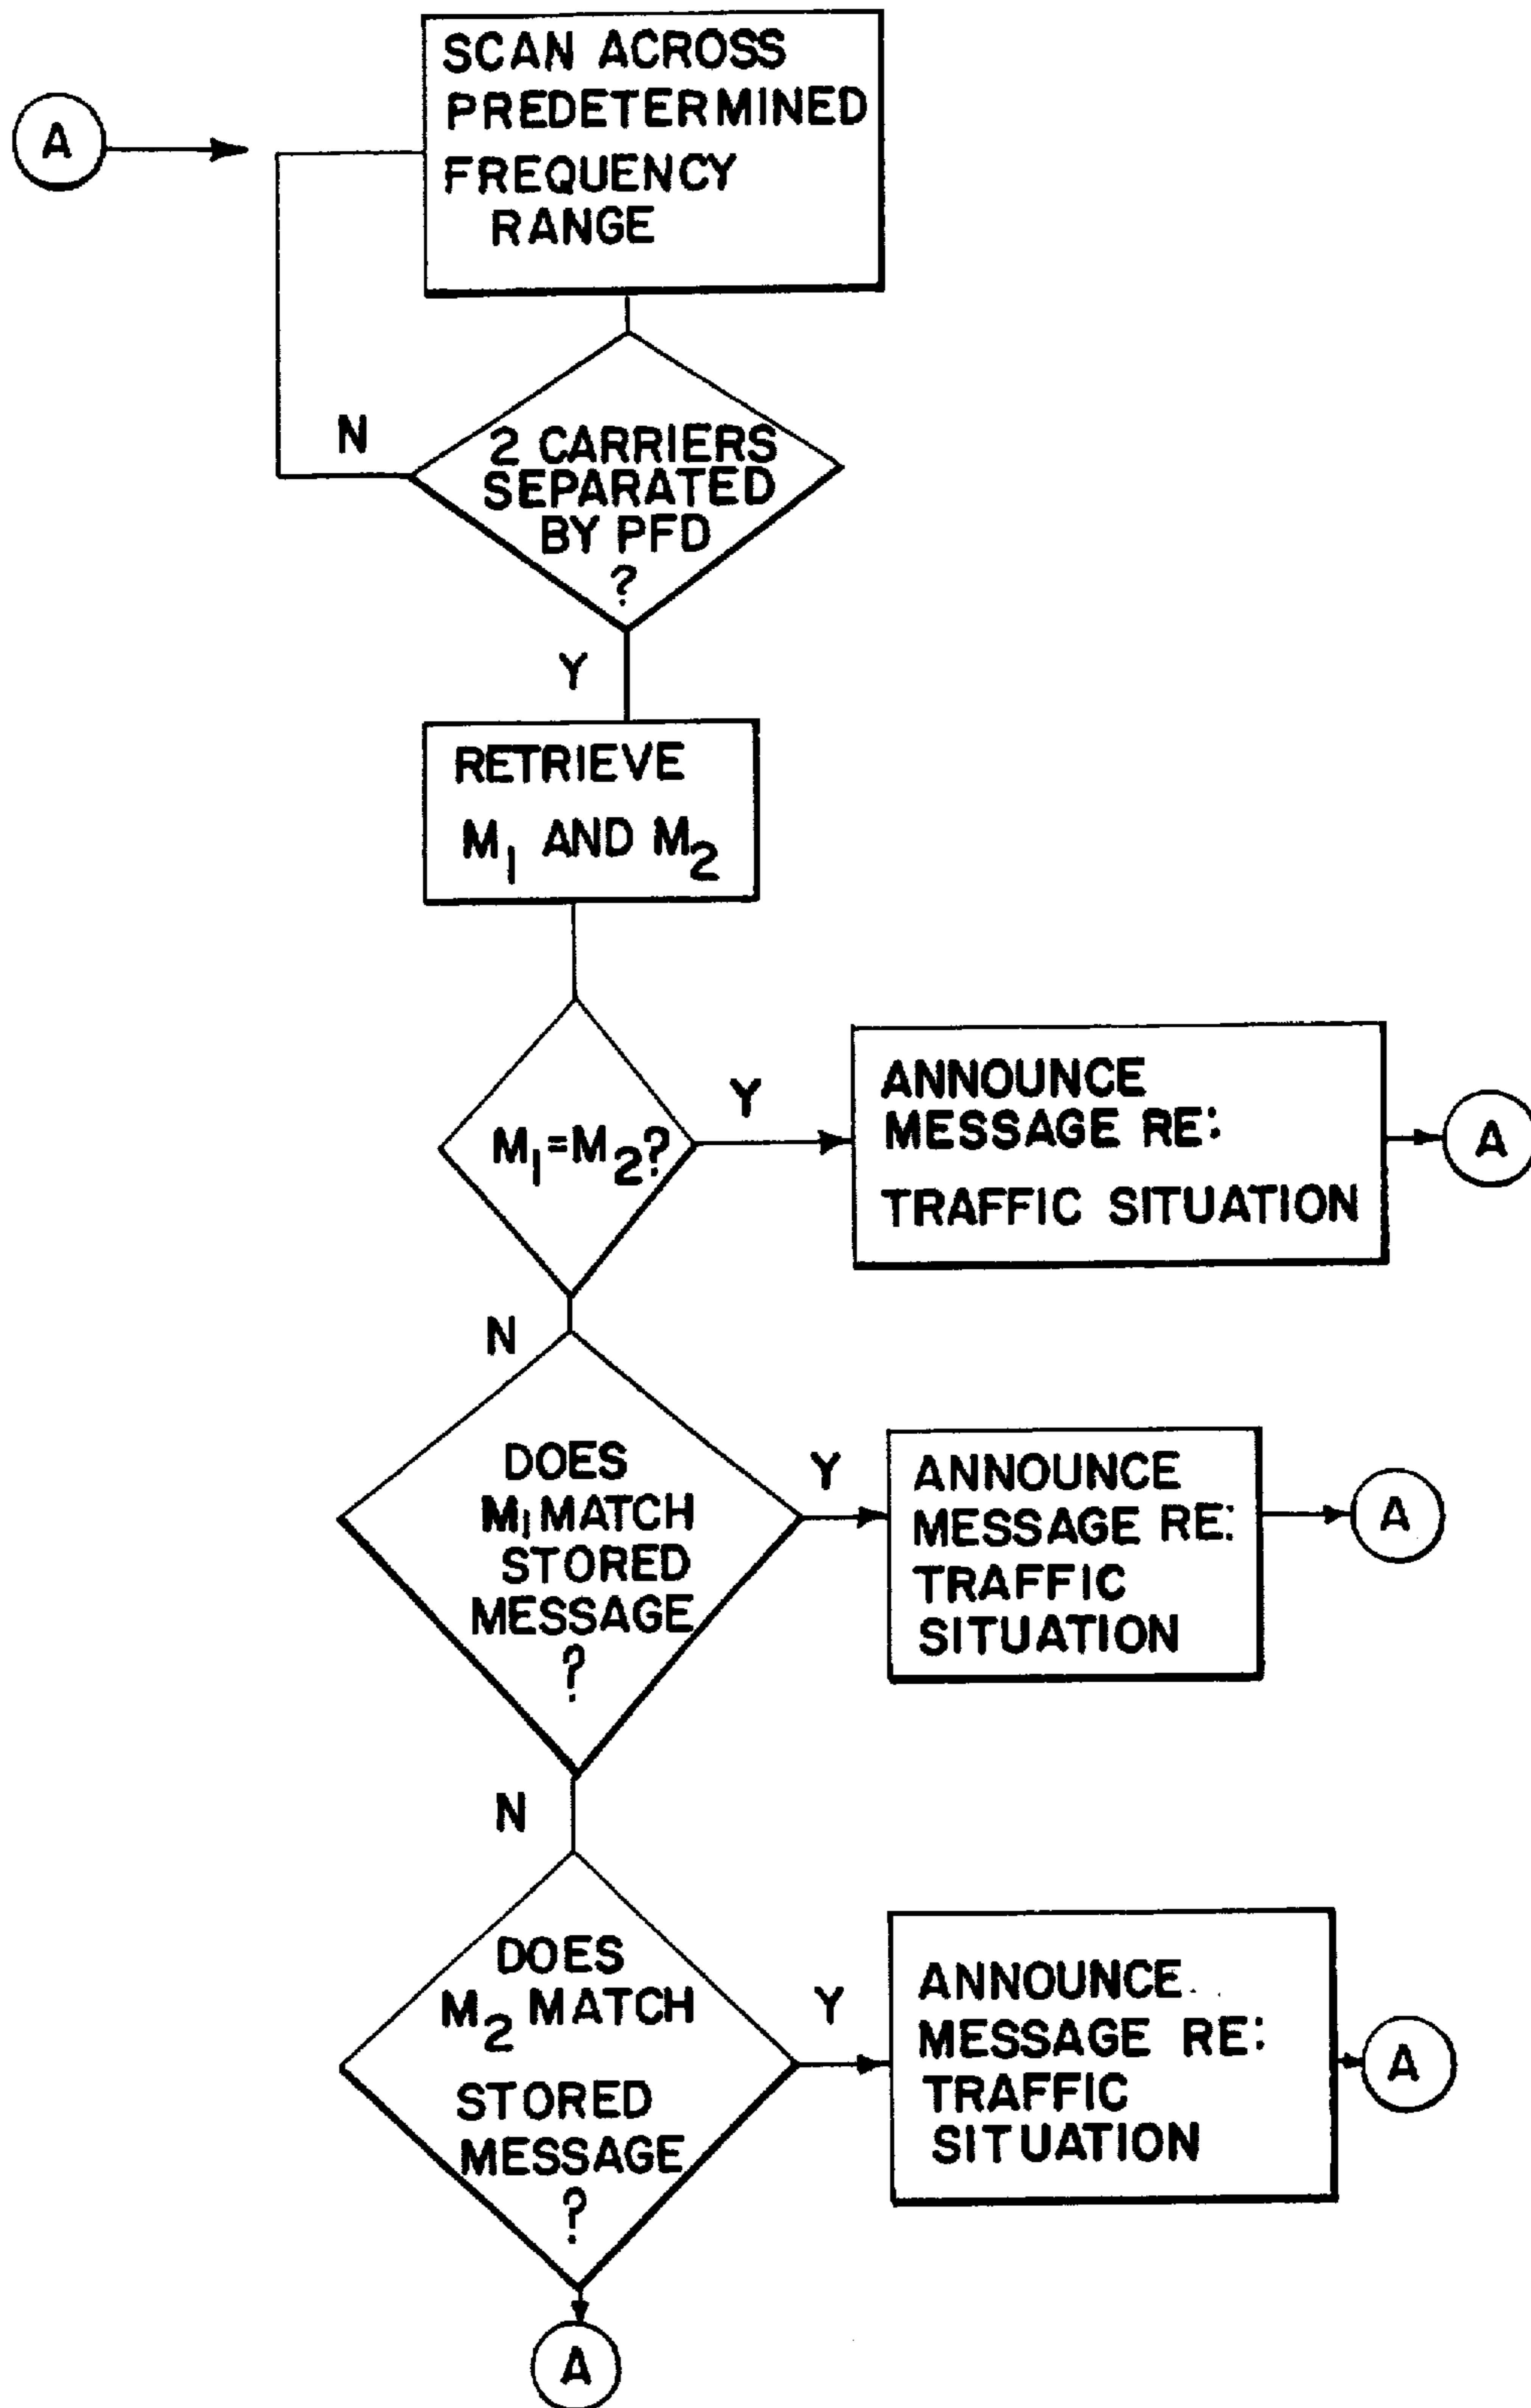 SCAN ACROSS
PREDETERMINED
FREQUENCY
RANGE
A
N
2 CARRIERS
SEPARATED
BY PFD
?
Y
RETRIEVE
M1 AND M2
M1=M2?
Y
ANNOUNCE
MESSAGE RE:
TRAFFIC SITUATION
A
N
DOES
M1 MATCH
STORED
MESSAGE
?
Y
ANNOUNCE
MESSAGE RE:
TRAFFIC
SITUATION
A
N
DOES
M2 MATCH
STORED
MESSAGE
?
Y
ANNOUNCE
MESSAGE RE:
TRAFFIC
SITUATION
A
A